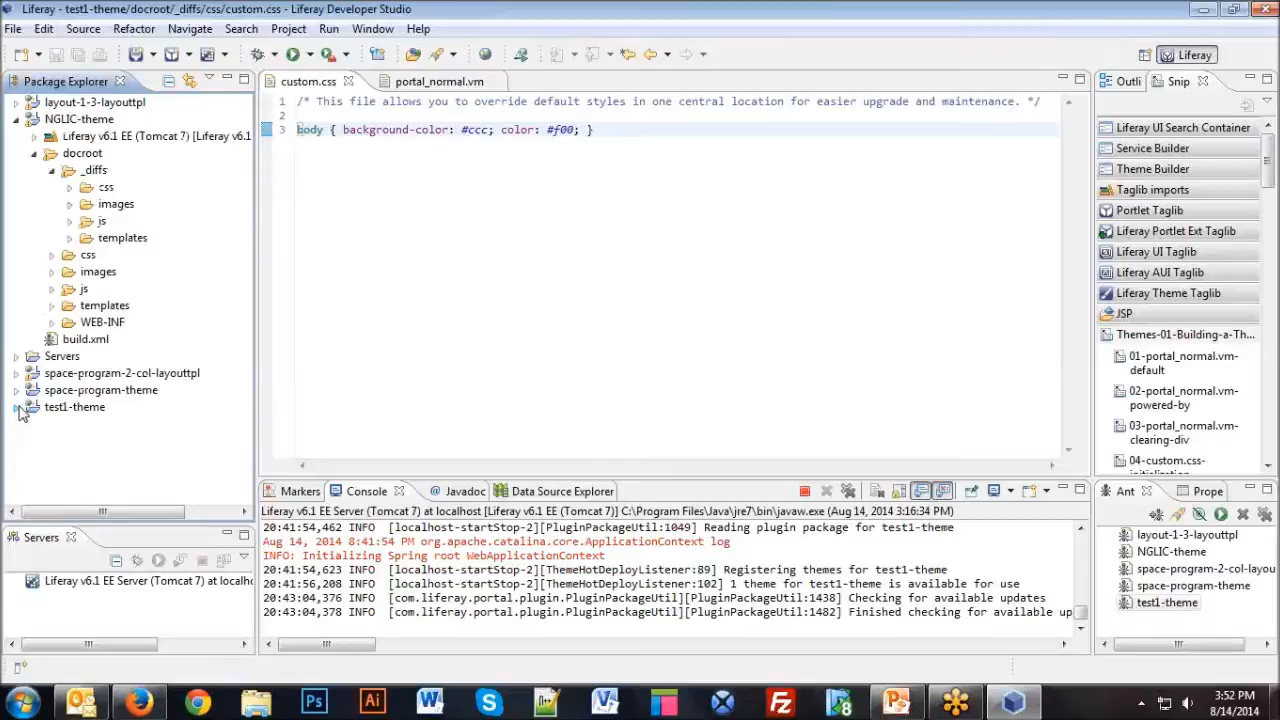 Liferay - test1-theme/docroot/_diffs/css/custom.css - Liferay Developer Studio
File Edit Source Refactor Navigate Search Project Run Window Help
Liferay
Package Explorer
custom.css
portal_normal.vm
Outli
Snip
layout-1-3-layouttpl
NGLIC-theme
Liferay v6.1 EE (Tomcat 7) [Liferay v6.1
docroot
_diffs
css
images
js
templates
css
images
js
templates
WEB-INF
build.xml
Servers
space-program-2-col-layouttpl
space-program-theme
test1-theme
1 /* This file allows you to override default styles in one central location for easier upgrade and maintenance. */
2
3 body { background-color: #ccc; color: #f00; }
Liferay UI Search Container
Service Builder
Theme Builder
Taglib imports
Portlet Taglib
Liferay Portlet Ext Taglib
Liferay UI Taglib
Liferay AUI Taglib
Liferay Theme Taglib
JSP
Themes-01-Building-a-Th...
01-portal_normal.vm-
default
02-portal_normal.vm-
powered-by
03-portal_normal.vm-
clearing-div
04-custom.css-
initialization
Servers
Liferay v6.1 EE Server (Tomcat 7) at localho
Markers
Console
Javadoc
Data Source Explorer
Liferay v6.1 EE Server (Tomcat 7) at localhost [Liferay v6.1 EE (Tomcat 7)] C:\Program Files\Java\jre7\bin\javaw.exe (Aug 14, 2014 3:16:34 PM)
20:41:54,462 INFO [localhost-startStop-2][PluginPackageUtil:1049] Reading plugin package for test1-theme
Aug 14, 2014 8:41:54 PM org.apache.catalina.core.ApplicationContext log
INFO: Initializing Spring root WebApplicationContext
20:41:54,623 INFO [localhost-startStop-2][ThemeHotDeployListener:89] Registering themes for test1-theme
20:41:56,208 INFO [localhost-startStop-2][ThemeHotDeployListener:102] 1 theme for test1-theme is available for use
20:43:04,376 INFO [com.liferay.portal.plugin.PluginPackageUtil][PluginPackageUtil:1438] Checking for available updates
20:43:04,378 INFO [com.liferay.portal.plugin.PluginPackageUtil][PluginPackageUtil:1482] Finished checking for available up
Ant
Prope
layout-1-3-layouttpl
NGLIC-theme
space-program-2-col-layou
space-program-theme
test1-theme
3:52 PM
8/14/2014